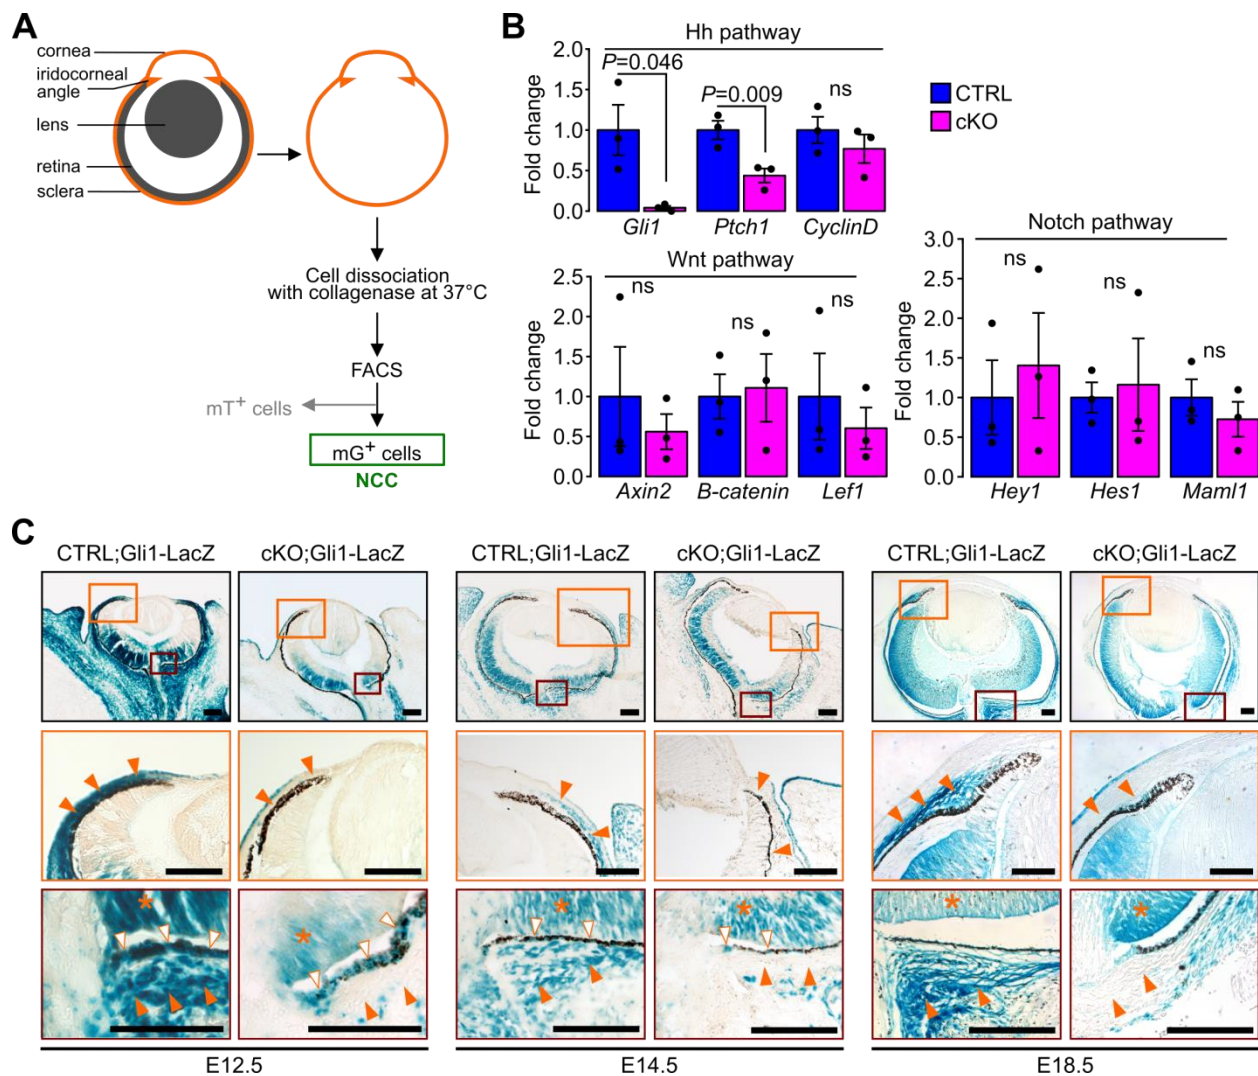 A
cornea
iridocorneal
angle
lens
retina
sclera
Cell dissociation
with collagenase at 37°C
FACS
mT+ cells
mG+ cells
NCC
B
Hh pathway
Fold change
2.0
1.5
1.0
0.5
0.0
P=0.046
P=0.009
ns
Gli1 Ptch1 CyclinD
CTRL
cKO
Wnt pathway
Fold change
2.5
2.0
1.5
1.0
0.5
0.0
ns ns ns
Axin2 B-catenin Lef1
Notch pathway
Fold change
3.0
2.5
2.0
1.5
1.0
0.5
0.0
ns ns ns
Hey1 Hes1 Maml1
C
CTRL;Gli1-LacZ cKO;Gli1-LacZ CTRL;Gli1-LacZ cKO;Gli1-LacZ CTRL;Gli1-LacZ cKO;Gli1-LacZ
* * * * * *
E12.5 E14.5 E18.5